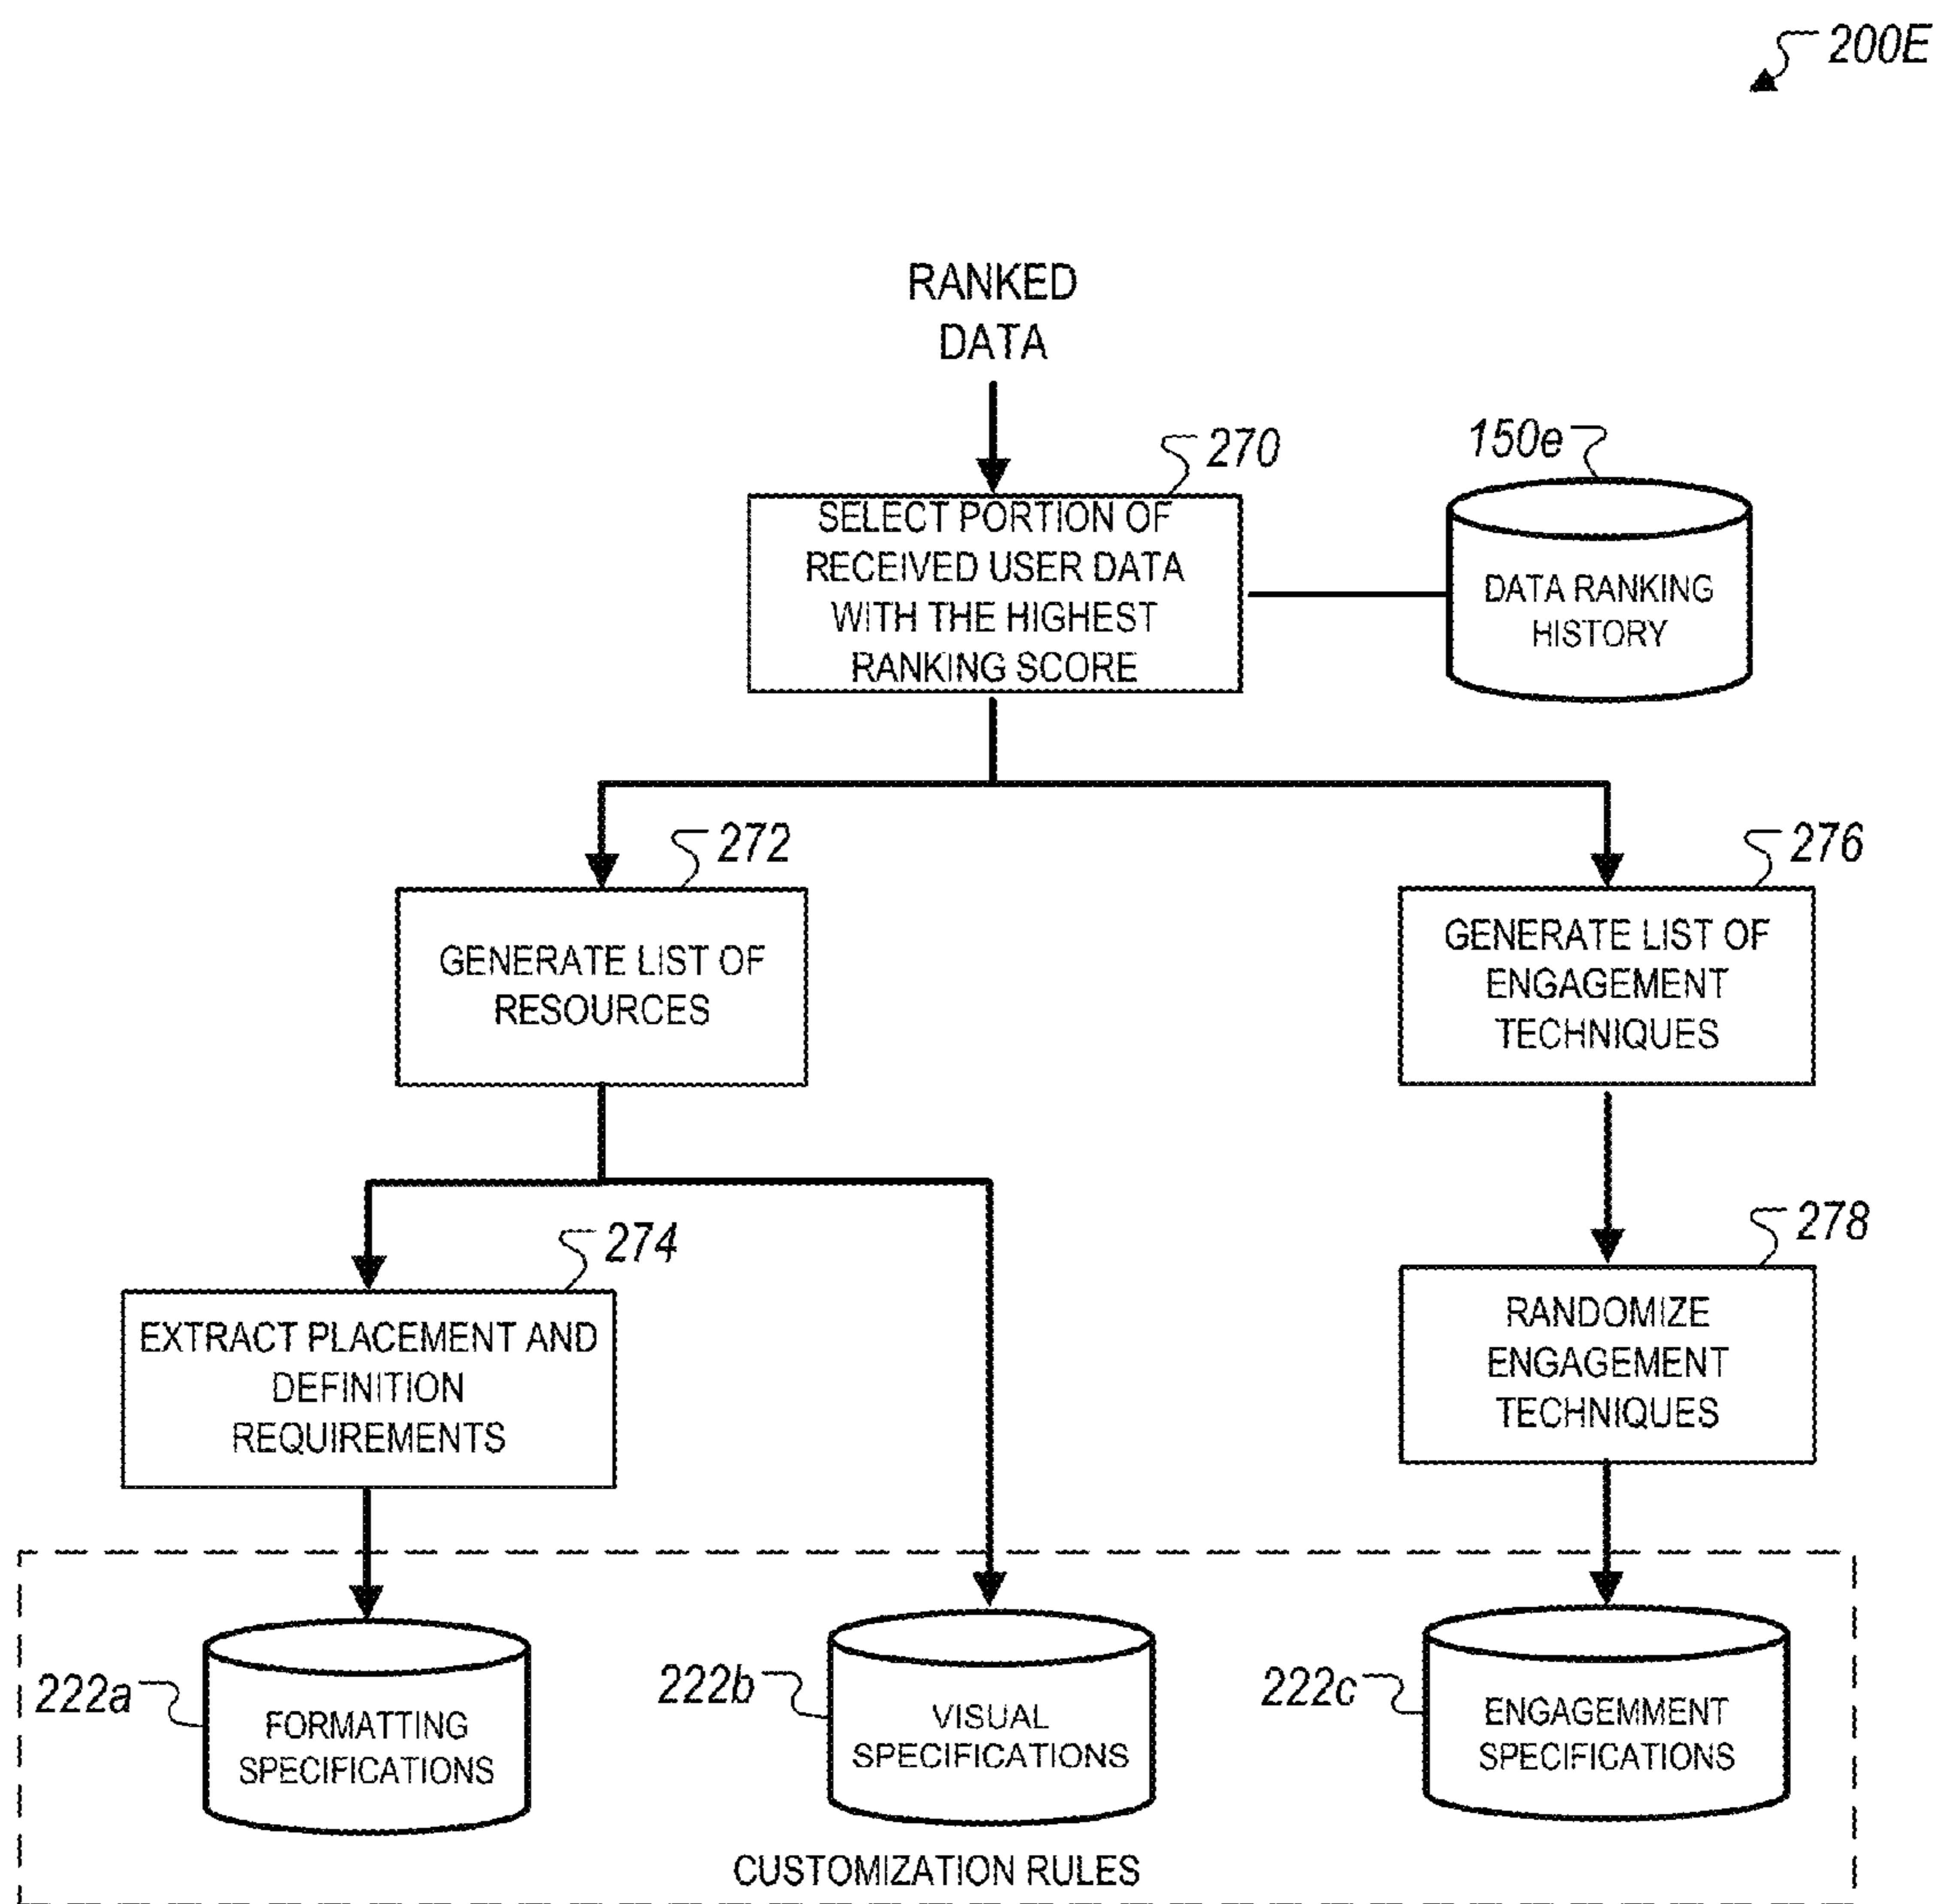 200E
RANKED
DATA
270
150e
SELECT PORTION OF
RECEIVED USER DATA
WITH THE HIGHEST
RANKING SCORE
DATA RANKING
HISTORY
272
276
GENERATE LIST OF
RESOURCES
GENERATE LIST OF
ENGAGEMENT
TECHNIQUES
274
278
EXTRACT PLACEMENT AND
DEFINITION
REQUIREMENTS
RANDOMIZE
ENGAGEMENT
TECHNIQUES
222a
FORMATTING
SPECIFICATIONS
222b
VISUAL
SPECIFICATIONS
222c
ENGAGEMMENT
SPECIFICATIONS
CUSTOMIZATION RULES